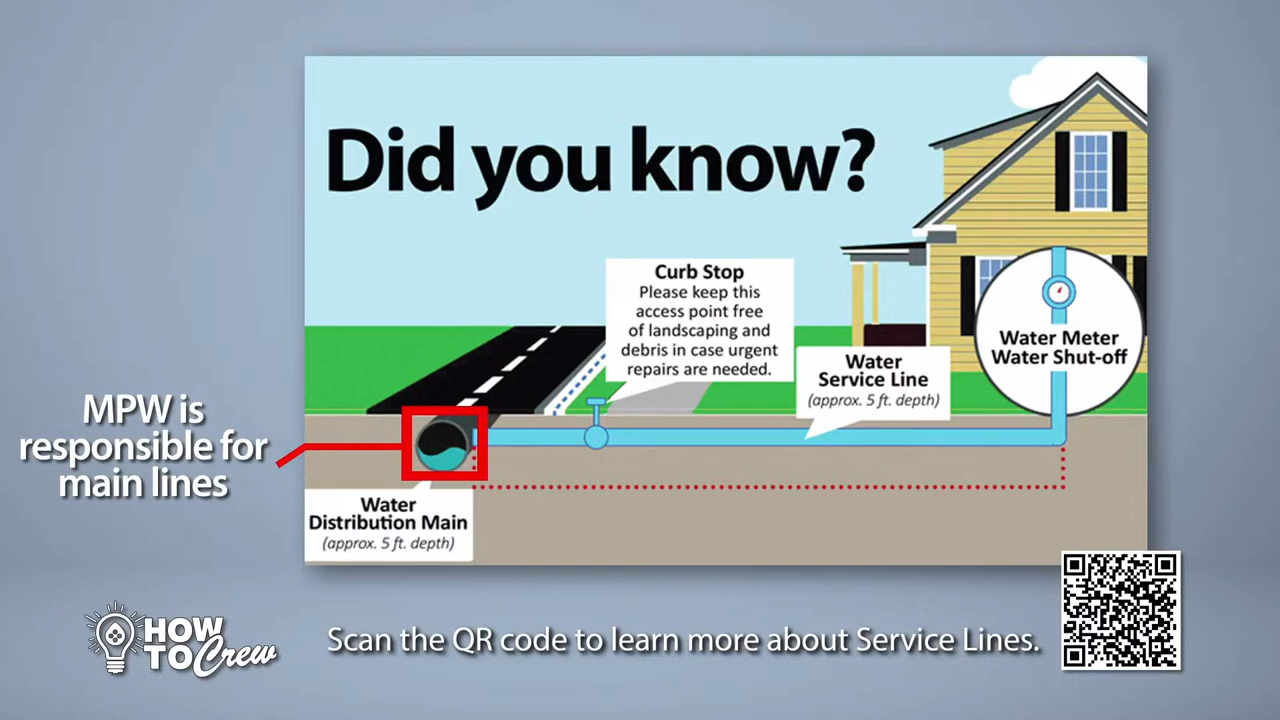 Did you know?
Curb Stop
Please keep this
access point free
of landscaping and
debris in case urgent
repairs are needed.
Water
Service Line
(approx. 5 ft. depth)
Water Meter
Water Shut-off
MPW is
responsible for
main lines
Water
Distribution Main
(approx. 5 ft. depth)
HOW
TO Crew
Scan the QR code to learn more about Service Lines.